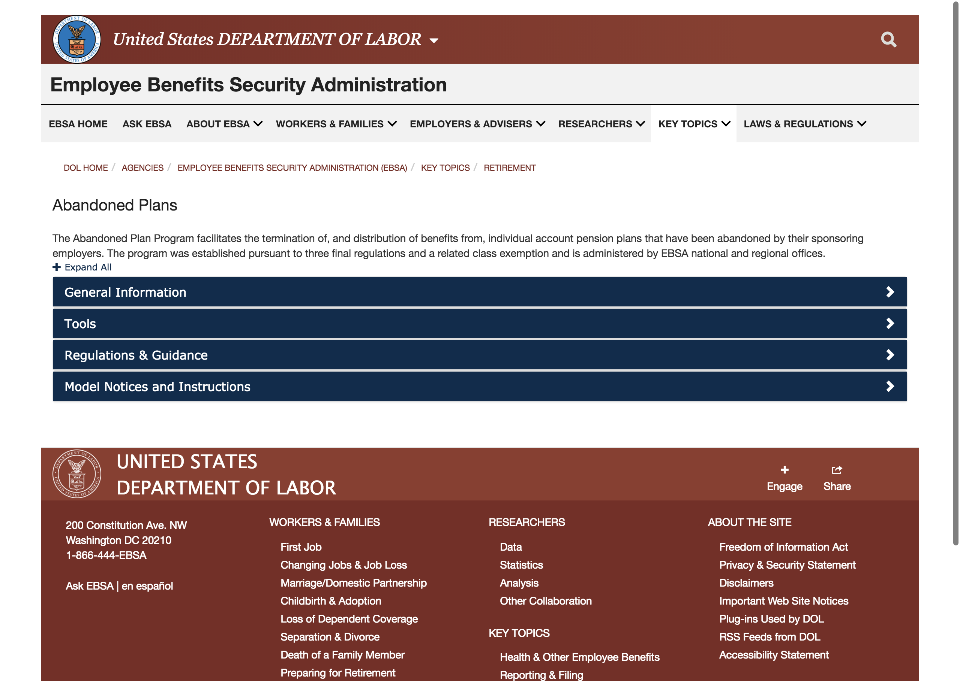 United States DEPARTMENT OF LABOR
Employee Benefits Security Administration
EBSA HOME ASK EBSA ABOUT EBSA WORKERS & FAMILIES EMPLOYERS & ADVISERS RESEARCHERS KEY TOPICS LAWS & REGULATIONS
DOL HOME / AGENCIES / EMPLOYEE BENEFITS SECURITY ADMINISTRATION (EBSA) / KEY TOPICS / RETIREMENT
Abandoned Plans
The Abandoned Plan Program facilitates the termination of, and distribution of benefits from, individual account pension plans that have been abandoned by their sponsoring
employers. The program was established pursuant to three final regulations and a related class exemption and is administered by EBSA national and regional offices.
+ Expand All
General Information
Tools
Regulations & Guidance
Model Notices and Instructions
UNITED STATES
DEPARTMENT OF LABOR
Engage Share
200 Constitution Ave. NW
Washington DC 20210
1-866-444-EBSA
Ask EBSA | en español
WORKERS & FAMILIES
First Job
Changing Jobs & Job Loss
Marriage/Domestic Partnership
Childbirth & Adoption
Loss of Dependent Coverage
Separation & Divorce
Death of a Family Member
Preparing for Retirement
RESEARCHERS
Data
Statistics
Analysis
Other Collaboration
KEY TOPICS
Health & Other Employee Benefits
Reporting & Filing
ABOUT THE SITE
Freedom of Information Act
Privacy & Security Statement
Disclaimers
Important Web Site Notices
Plug-ins Used by DOL
RSS Feeds from DOL
Accessibility Statement